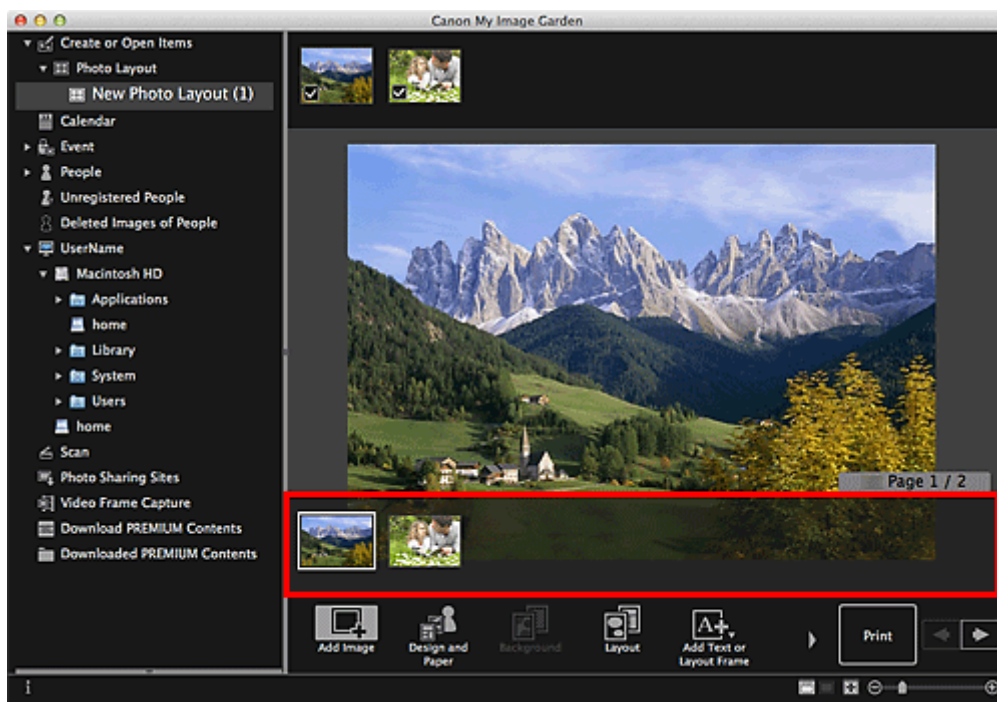 Canon My Image Garden
Create or Open Items
Photo Layout
New Photo Layout (1)
Calendar
Event
People
Unregistered People
Deleted Images of People
UserName
Macintosh HD
Applications
home
Library
System
Users
home
Scan
Photo Sharing Sites
Video Frame Capture
Download PREMIUM Contents
Downloaded PREMIUM Contents
Page 1 / 2
Add Image
Design and
Paper
Background
Layout
Add Text or
Layout Frame
Print